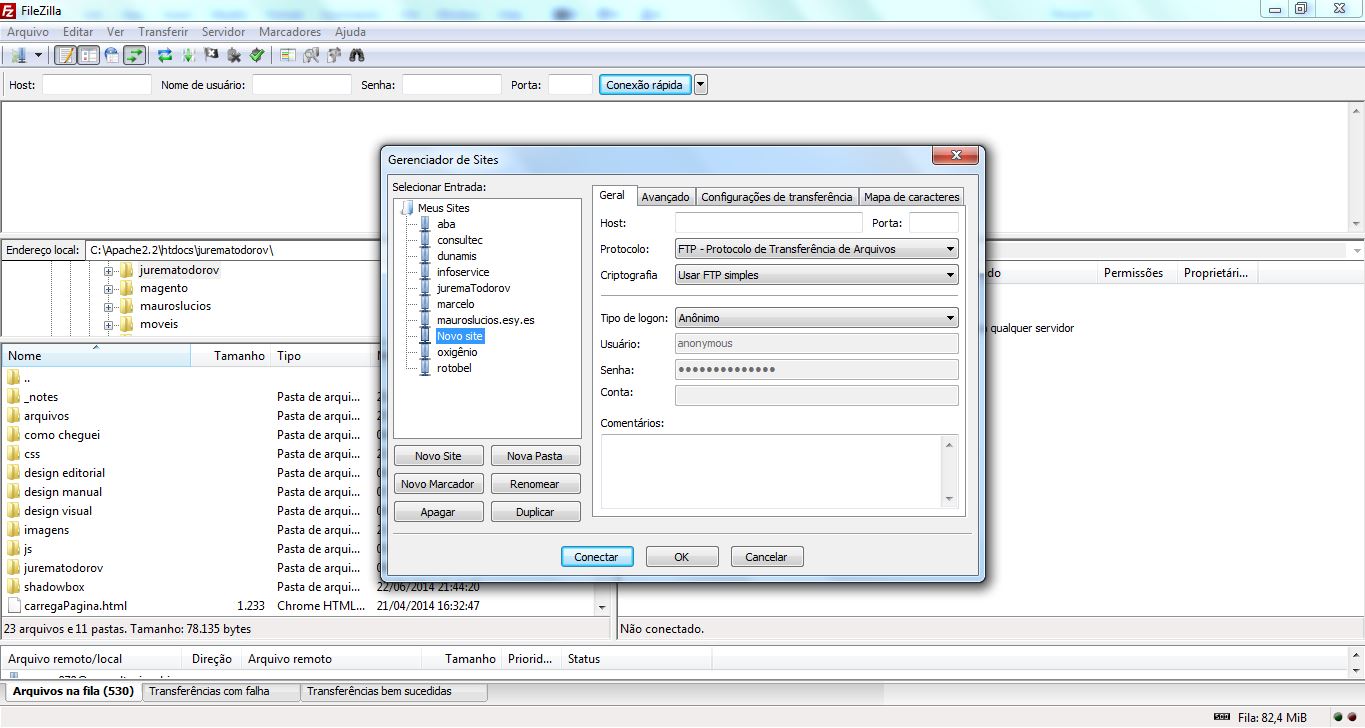 FileZilla
Arquivo Editar Ver Transferir Servidor Marcadores Ajuda
Host: Nome de usuário: Senha: Porta: Conexão rápida
Gerenciador de Sites
Selecionar Entrada:
Meus Sites
aba
consultec
dunamis
infoservice
juremaTodorov
marcelo
mauroslucios.esy.es
Novo site
oxigênio
rotobel
Novo Site Nova Pasta
Novo Marcador Renomear
Apagar Duplicar
Geral Avançado Configurações de transferência Mapa de caracteres
Host: Porta:
Protocolo: FTP - Protocolo de Transferência de Arquivos
Criptografia Usar FTP simples
Tipo de logon: Anônimo
Usuário: anonymous
Senha: ••••••••••••••
Conta:
Comentários:
Conectar OK Cancelar
Endereço local: C:\Apache2.2\htdocs\jurematodorov\
jurematodorov
magento
mauroslucios
moveis
Nome Tamanho Tipo
..
_notes Pasta de arqui...
arquivos Pasta de arqui...
como cheguei Pasta de arqui...
css Pasta de arqui...
design editorial Pasta de arqui...
design manual Pasta de arqui...
design visual Pasta de arqui...
imagens Pasta de arqui...
js Pasta de arqui...
jurematodorov Pasta de arqui...
shadowbox Pasta de arqui... 22/06/2014 21:44:20
carregaPagina.html 1.233 Chrome HTML... 21/04/2014 16:32:47
23 arquivos e 11 pastas. Tamanho: 78.135 bytes
do Permissões Proprietári...
qualquer servidor
Não conectado.
Arquivo remoto/local Direção Arquivo remoto Tamanho Priorid... Status
Arquivos na fila (530) Transferências com falha Transferências bem sucedidas
Fila: 82,4 MiB